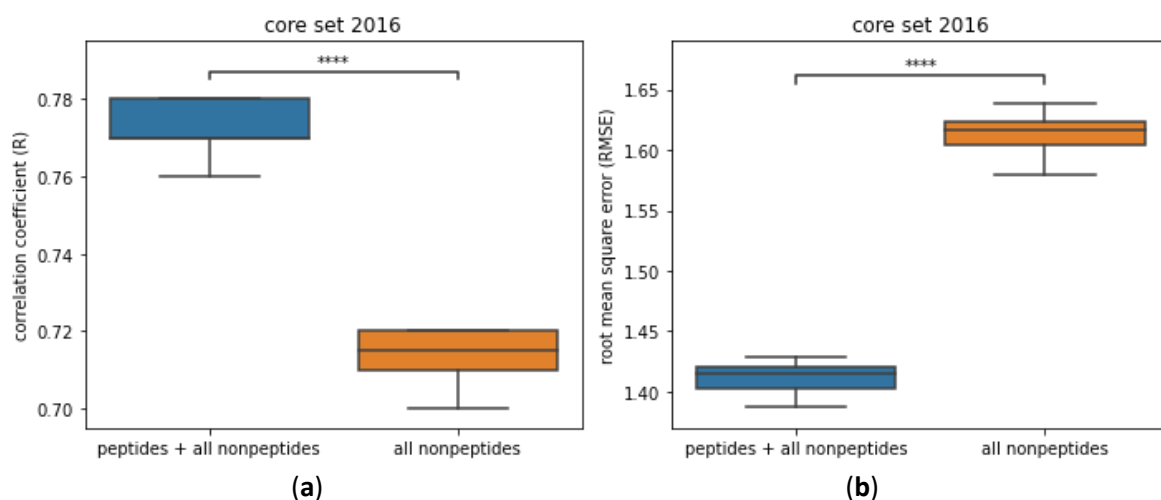 core set 2016
****
correlation coefficient (R)
0.78
0.76
0.74
0.72
0.70
peptides + all nonpeptides
all nonpeptides
(a)
core set 2016
****
root mean square error (RMSE)
1.65
1.60
1.55
1.50
1.45
1.40
peptides + all nonpeptides
all nonpeptides
(b)